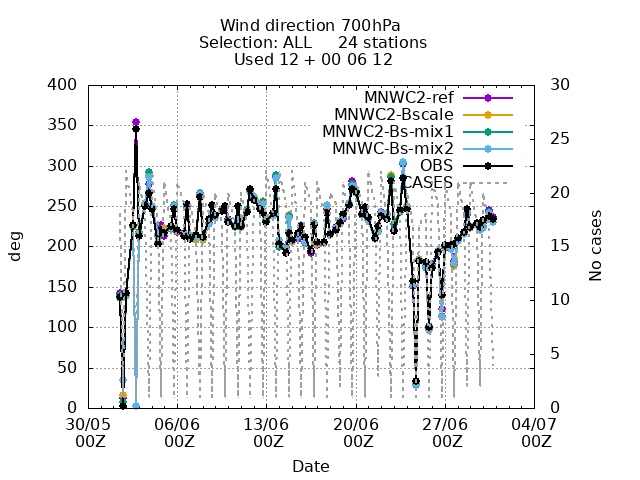 Wind direction 700hPa
Selection: ALL 24 stations
Used 12 + 00 06 12
400 30
350 25
300 20
250 15
200 10
150 5
100 0
50
0
deg
No cases
MNWC2-ref
MNWC2-Bscale
MNWC2-Bs-mix1
MNWC-Bs-mix2
OBS
CASES
30/05 06/06 13/06 20/06 27/06 04/07
00Z 00Z 00Z 00Z 00Z 00Z
Date